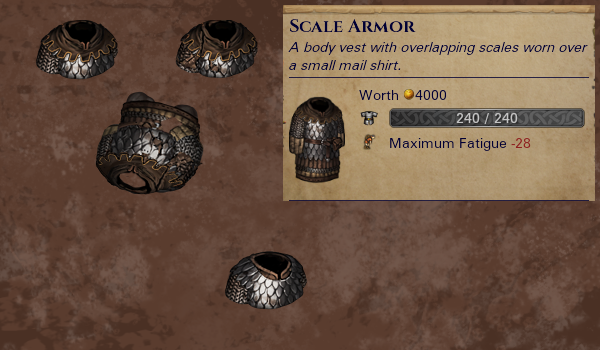 Scale Armor
A body vest with overlapping scales worn over
a small mail shirt.
Worth 4000
240 / 240
Maximum Fatigue -28